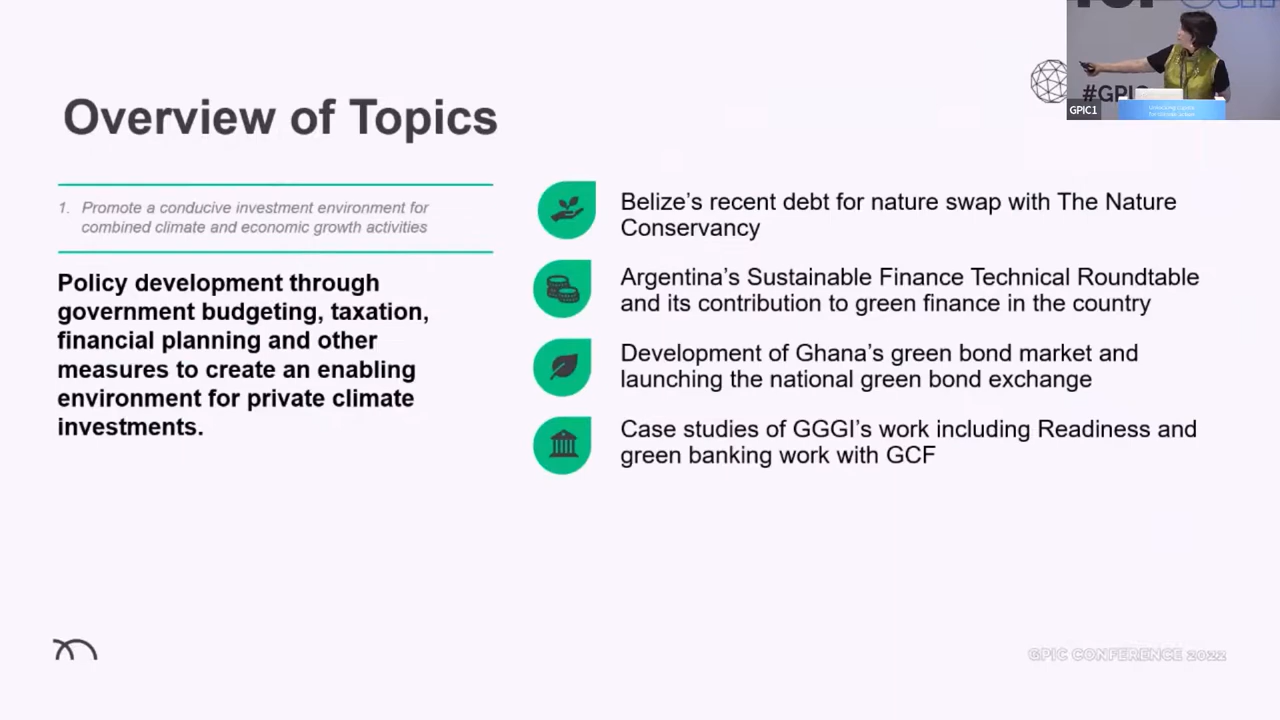 Overview of Topics
1. Promote a conducive investment environment for
combined climate and economic growth activities
Policy development through
government budgeting, taxation,
financial planning and other
measures to create an enabling
environment for private climate
investments.
Belize's recent debt for nature swap with The Nature
Conservancy
Argentina's Sustainable Finance Technical Roundtable
and its contribution to green finance in the country
Development of Ghana's green bond market and
launching the national green bond exchange
Case studies of GGGI's work including Readiness and
green banking work with GCF
#GPIC
GPIC1
GPIC CONFERENCE 2022